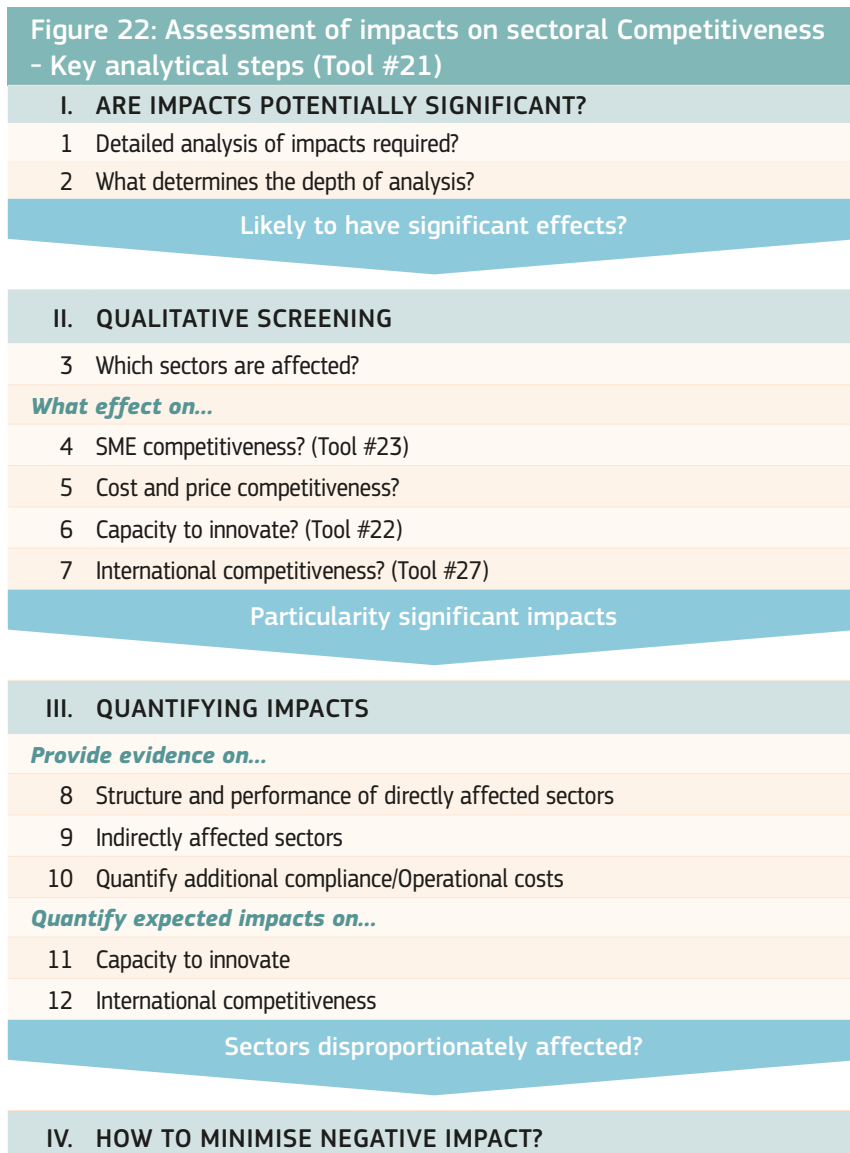 Figure 22: Assessment of impacts on sectoral Competitiveness
– Key analytical steps (Tool #21)
I. ARE IMPACTS POTENTIALLY SIGNIFICANT?
1 Detailed analysis of impacts required?
2 What determines the depth of analysis?
Likely to have significant effects?
II. QUALITATIVE SCREENING
3 Which sectors are affected?
What effect on...
4 SME competitiveness? (Tool #23)
5 Cost and price competitiveness?
6 Capacity to innovate? (Tool #22)
7 International competitiveness? (Tool #27)
Particularity significant impacts
III. QUANTIFYING IMPACTS
Provide evidence on...
8 Structure and performance of directly affected sectors
9 Indirectly affected sectors
10 Quantify additional compliance/Operational costs
Quantify expected impacts on...
11 Capacity to innovate
12 International competitiveness
Sectors disproportionately affected?
IV. HOW TO MINIMISE NEGATIVE IMPACT?